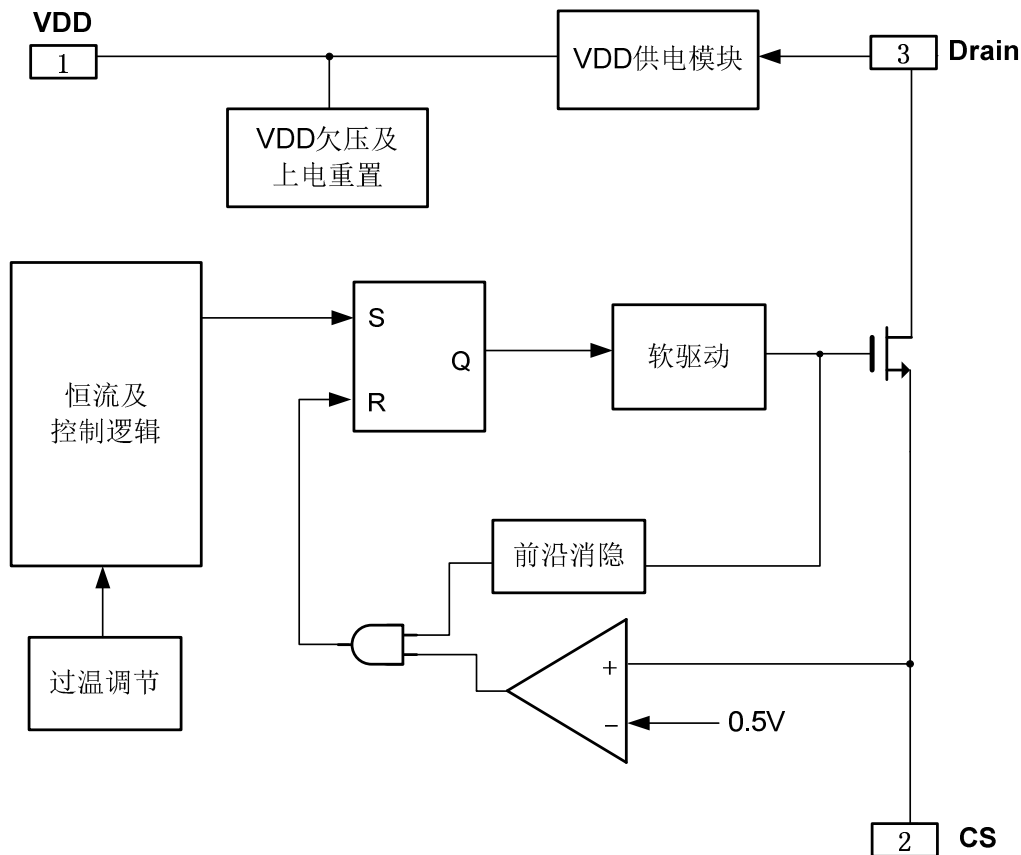 VDD
1
VDD供电模块
3
Drain
VDD欠压及
上电重置
S
Q
R
软驱动
恒流及
控制逻辑
前沿消隐
过温调节
+
−
0.5V
2
CS